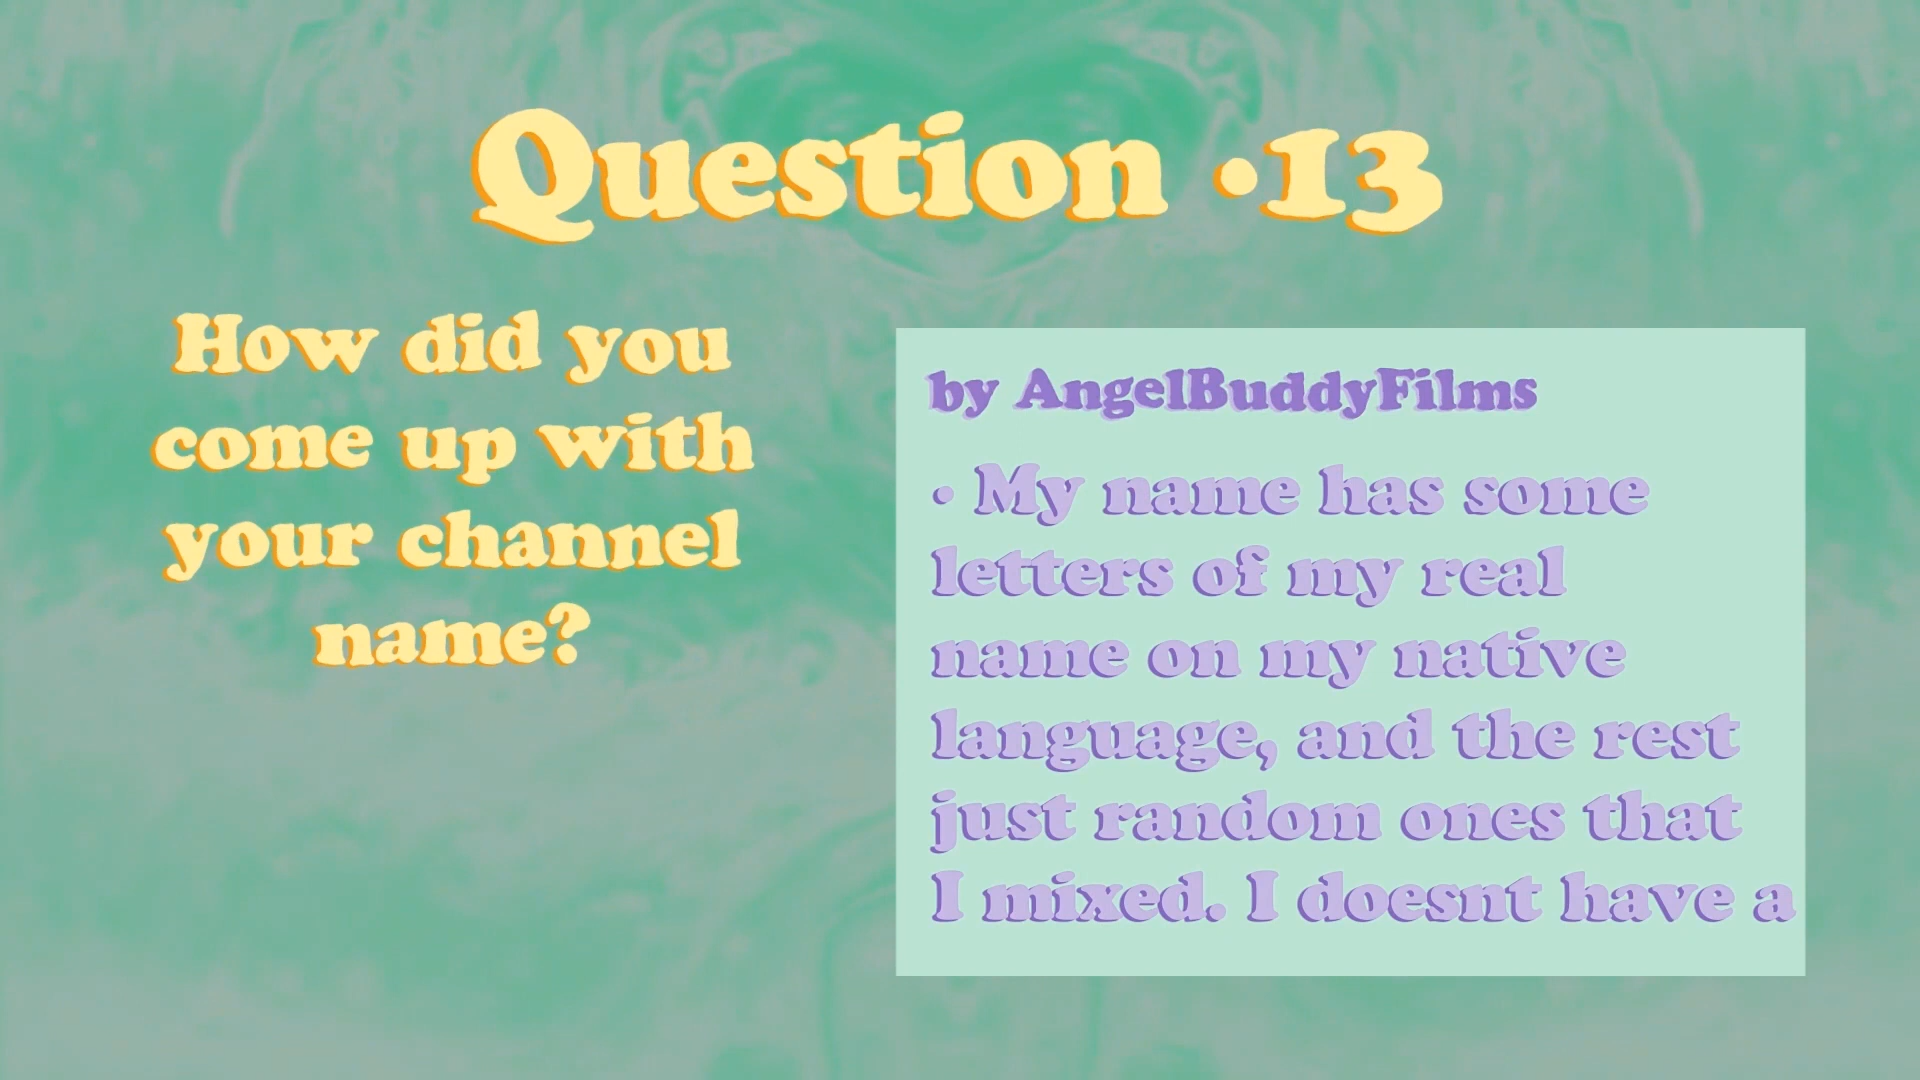 Question •13
How did you
come up with
your channel
name?
by AngelBuddyFilms
• My name has some
letters of my real
name on my native
language, and the rest
just random ones that
I mixed. I doesnt have a